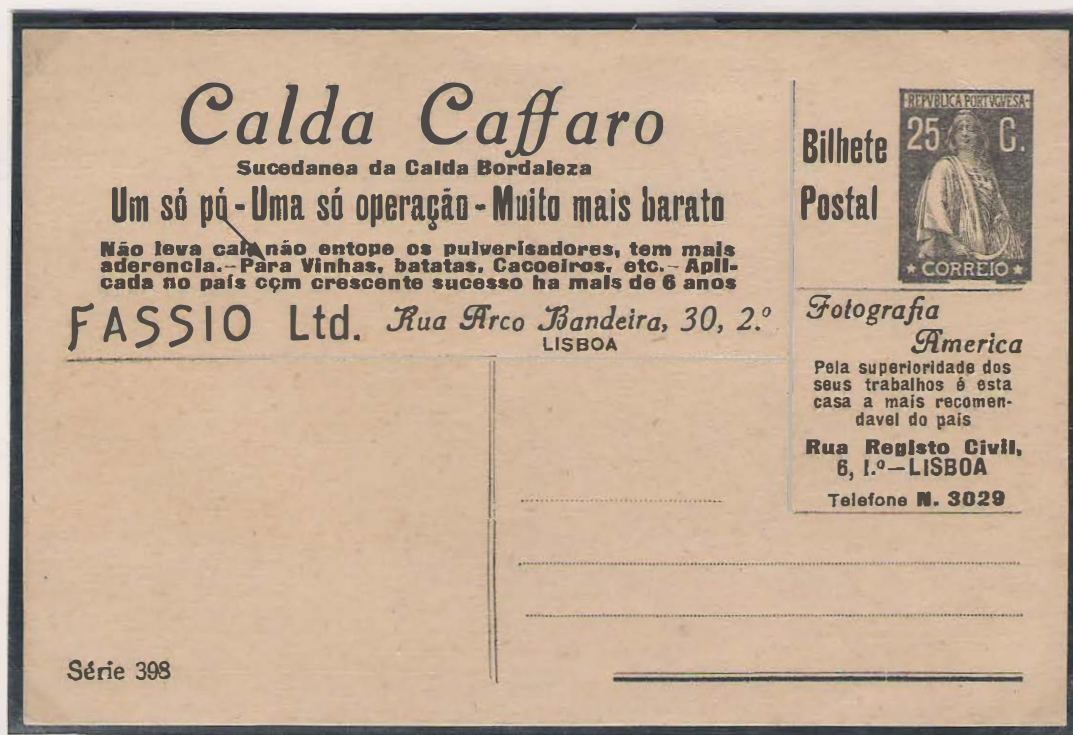 Calda Caffaro
Sucedanea da Calda Bordaleza
Um só pó - Uma só operação - Muito mais barato
Não leva cal, não entope os pulverisadores, tem mais
aderencia.- Para Vinhas, batatas, Cacoeiros, etc. - Apli-
cada no país com crescente sucesso ha mais de 6 anos
FASSIO Ltd. Rua Arco Bandeira, 30, 2.º
LISBOA
Bilhete
Postal
REPVBLICA PORTVGVESA
25 C.
CORREIO
Fotografia
America
Pela superioridade dos
seus trabalhos é esta
casa a mais recomen-
davel do país
Rua Registo Civil,
6, 1.º—LISBOA
Telefone N. 3029
Série 398